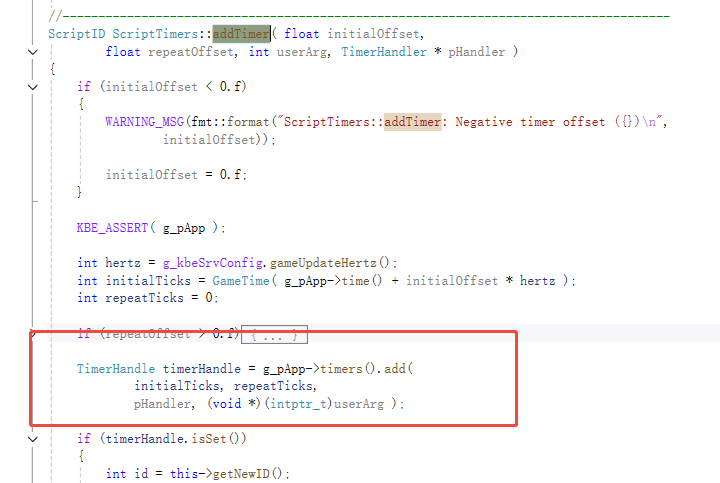 //--------------------------------------------------------------------------------------
ScriptID ScriptTimers::addTimer( float initialOffset,
float repeatOffset, int userArg, TimerHandler * pHandler )
{
if (initialOffset < 0.f)
{
WARNING_MSG(fmt::format("ScriptTimers::addTimer: Negative timer offset ({})\n",
initialOffset));
initialOffset = 0.f;
}
KBE_ASSERT( g_pApp );
int hertz = g_kbeSrvConfig.gameUpdateHertz();
int initialTicks = GameTime( g_pApp->time() + initialOffset * hertz );
int repeatTicks = 0;
if (repeatOffset > 0.f) { ... }
TimerHandle timerHandle = g_pApp->timers().add(
initialTicks, repeatTicks,
pHandler, (void *)(intptr_t)userArg );
if (timerHandle.isSet())
{
int id = this->getNewID();